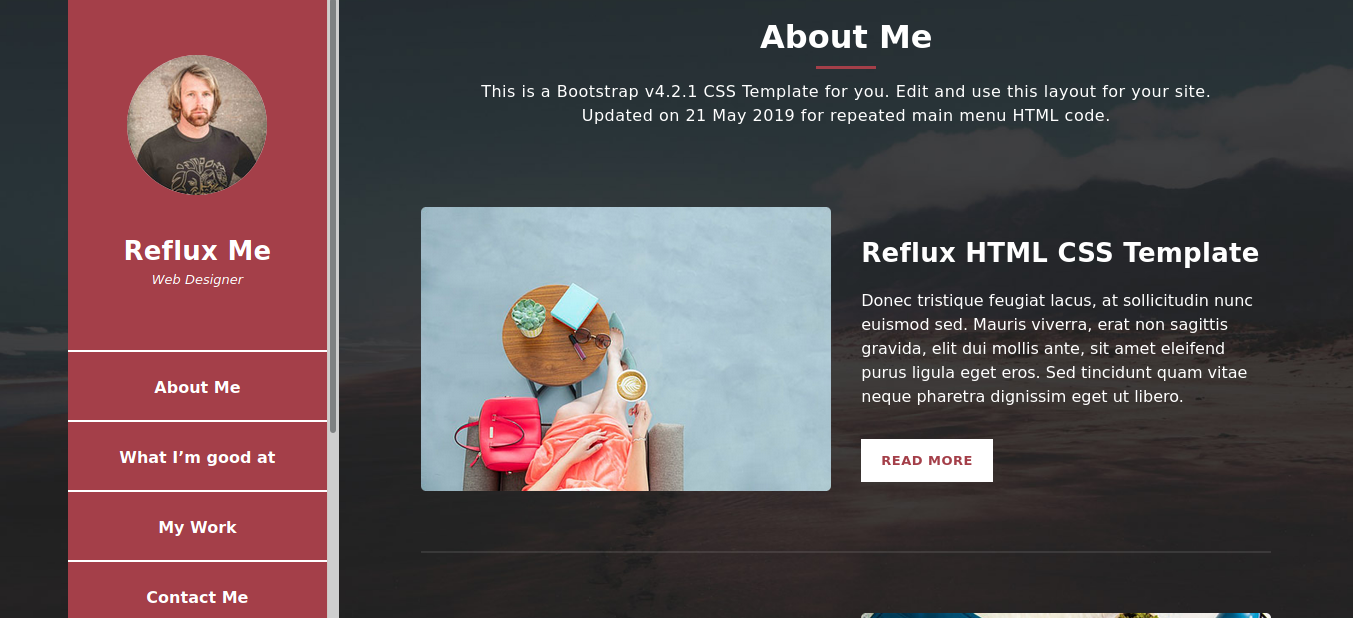 Reflux Me
Web Designer
About Me
What I’m good at
My Work
Contact Me
About Me
This is a Bootstrap v4.2.1 CSS Template for you. Edit and use this layout for your site.
Updated on 21 May 2019 for repeated main menu HTML code.
Reflux HTML CSS Template
Donec tristique feugiat lacus, at sollicitudin nunc
euismod sed. Mauris viverra, erat non sagittis
gravida, elit dui mollis ante, sit amet eleifend
purus ligula eget eros. Sed tincidunt quam vitae
neque pharetra dignissim eget ut libero.
READ MORE